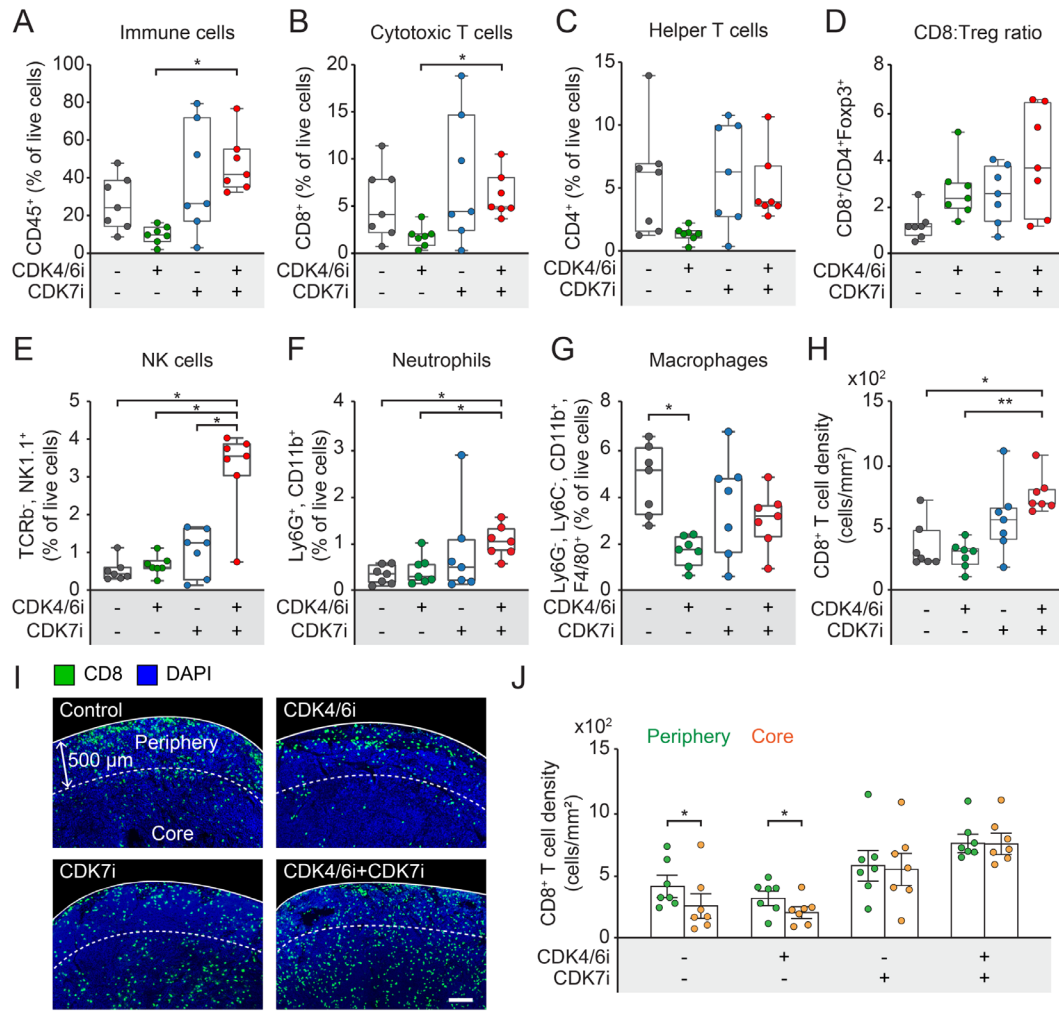 A Immune cells
CD45⁺ (% of live cells)
100
80
60
40
20
0
*
CDK4/6i - + - +
CDK7i - - + +
B Cytotoxic T cells
CD8⁺ (% of live cells)
20
15
10
5
0
*
- + - +
- - + +
C Helper T cells
CD4⁺ (% of live cells)
15
10
5
0
- + - +
- - + +
D CD8:Treg ratio
CD8⁺/CD4⁺Foxp3⁺
8
6
4
2
0
- + - +
- - + +
E NK cells
TCRb⁻, NK1.1⁺
(% of live cells)
5
4
3
2
1
0
*
*
*
CDK4/6i - + - +
CDK7i - - + +
F Neutrophils
Ly6G⁺, CD11b⁺
(% of live cells)
4
3
2
1
0
*
*
- + - +
- - + +
G Macrophages
Ly6G⁻, Ly6C⁻, CD11b⁺,
F4/80⁺ (% of live cells)
8
6
4
2
0
*
- + - +
- - + +
H
x10²
CD8⁺ T cell density
(cells/mm²)
15
10
5
0
*
**
CDK4/6i - + - +
CDK7i - - + +
I CD8 DAPI
Control
Periphery
500 µm
Core
CDK4/6i
CDK7i
CDK4/6i+CDK7i
J
x10²
Periphery Core
CD8⁺ T cell density
(cells/mm²)
15
10
5
0
* *
CDK4/6i - + - +
CDK7i - - + +